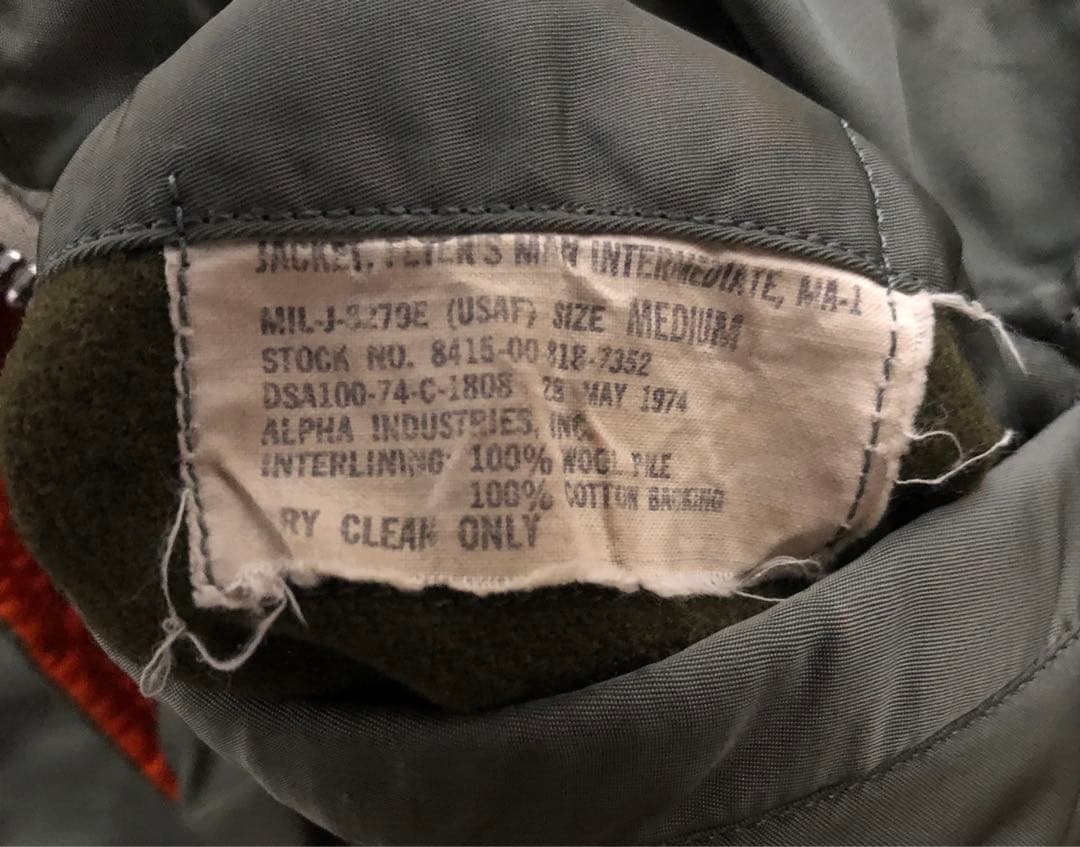 JACKET, FLYER'S MAN INTERMEDIATE, MA-1
MIL-J-8279E (USAF) SIZE MEDIUM
STOCK NO. 8415-00-818-7352
DSA100-74-C-1808 28 MAY 1974
ALPHA INDUSTRIES, INC
INTERLINING: 100% WOOL PILE
100% COTTON BACKING
RY CLEAN ONLY